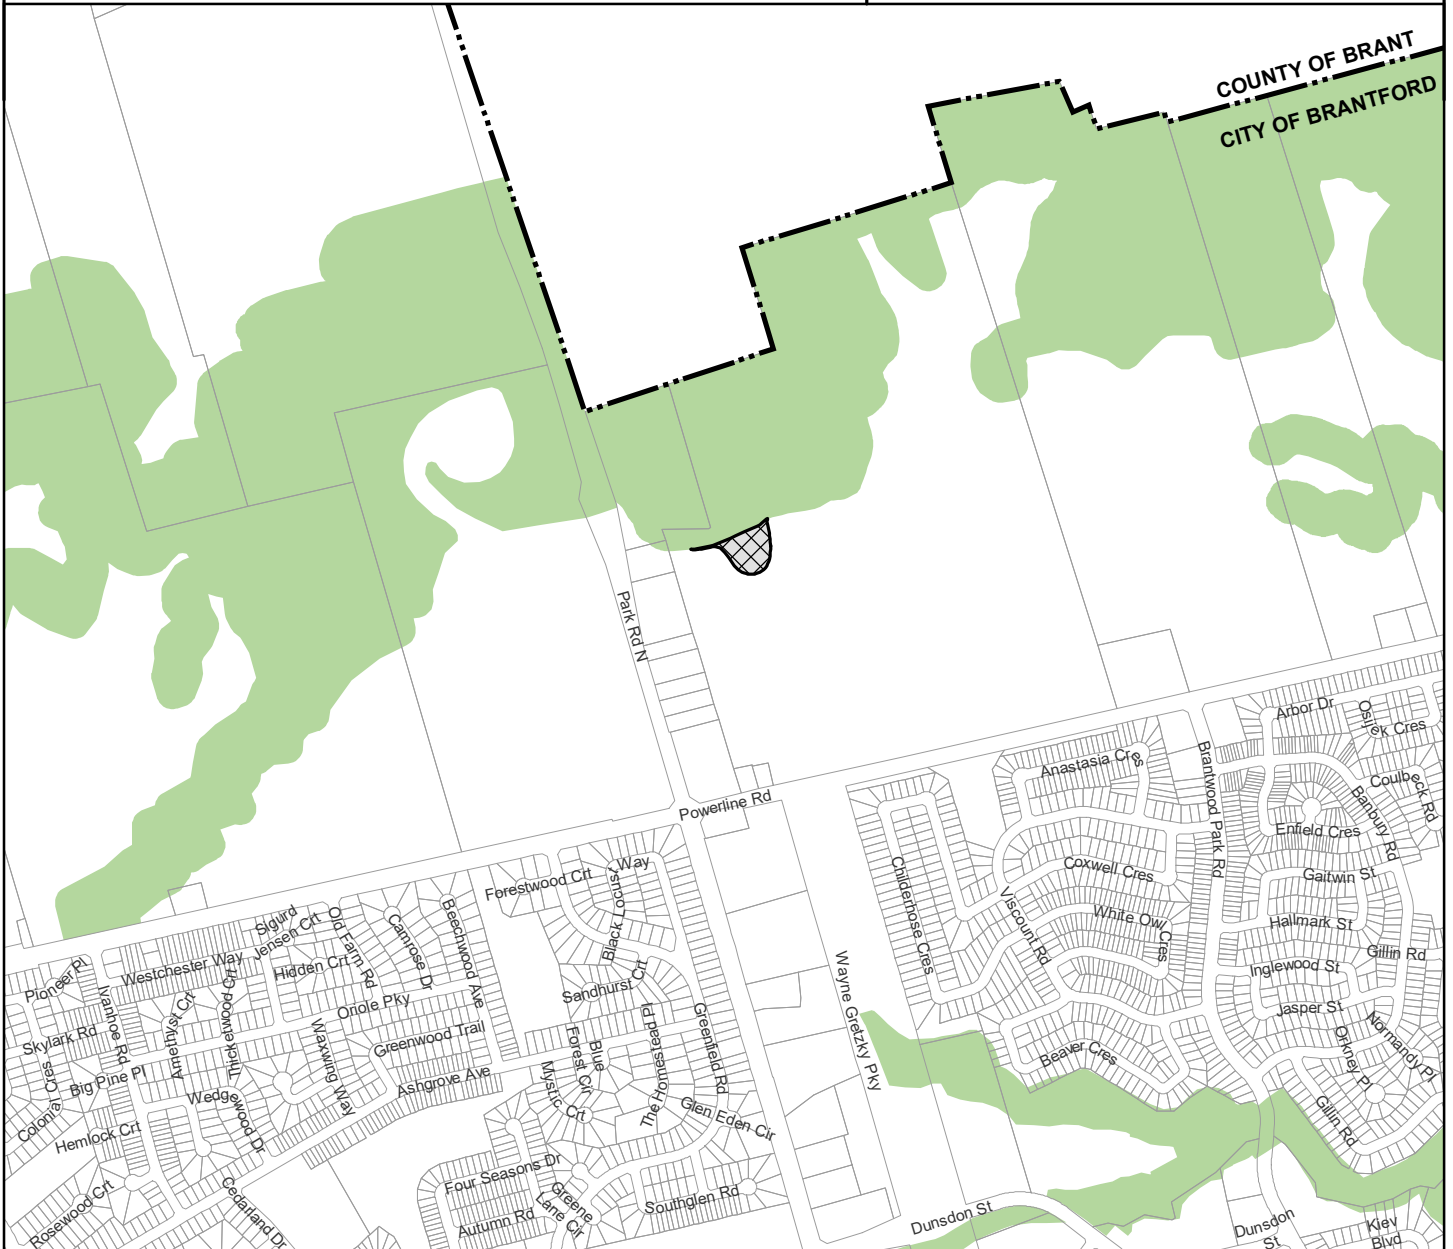 COUNTY OF BRANT
CITY OF BRANTFORD
Park Rd N
Powerline Rd
Arbor Dr
Osijek Cres
Anastasia Cres
Brantwood Park Rd
Coulbeck Rd
Banbury Rd
Enfield Cres
Coxwell Cres
Gaitwin St
Childerhose Cres
Viscount Rd
White Owl Cres
Hallmark St
Gillin Rd
Inglewood St
Jasper St
Normandy Pl
Orkney Pl
Beaver Cres
Gillin Rd
Wayne Gretzky Pky
Forestwood Crt
Black Locust Way
Sigurd
Jensen Crt
Old Farm Rd
Camrose Dr
Beechwood Ave
Westchester Way
Hidden Crt
Pioneer Pl
Ivanhoe Rd
Amethyst Crt
Thicketwood Crt
Oriole Pky
Sandhurst Crt
Skylark Rd
Waxwing Way
Greenwood Trail
Blue
Forest Cir
The Homestead Pl
Greenfield Rd
Big Pine Pl
Colonial Cres
Wedgewood Dr
Ashgrove Ave
Mystic Crt
Glen Eden Cir
Hemlock Crt
Four Seasons Dr
Greene
Lane Cir
Southglen Rd
Autumn Rd
Rosewood Crt
Cedarland Dr
Dunsdon St
Dunsdon
St
Kiev
Blvd